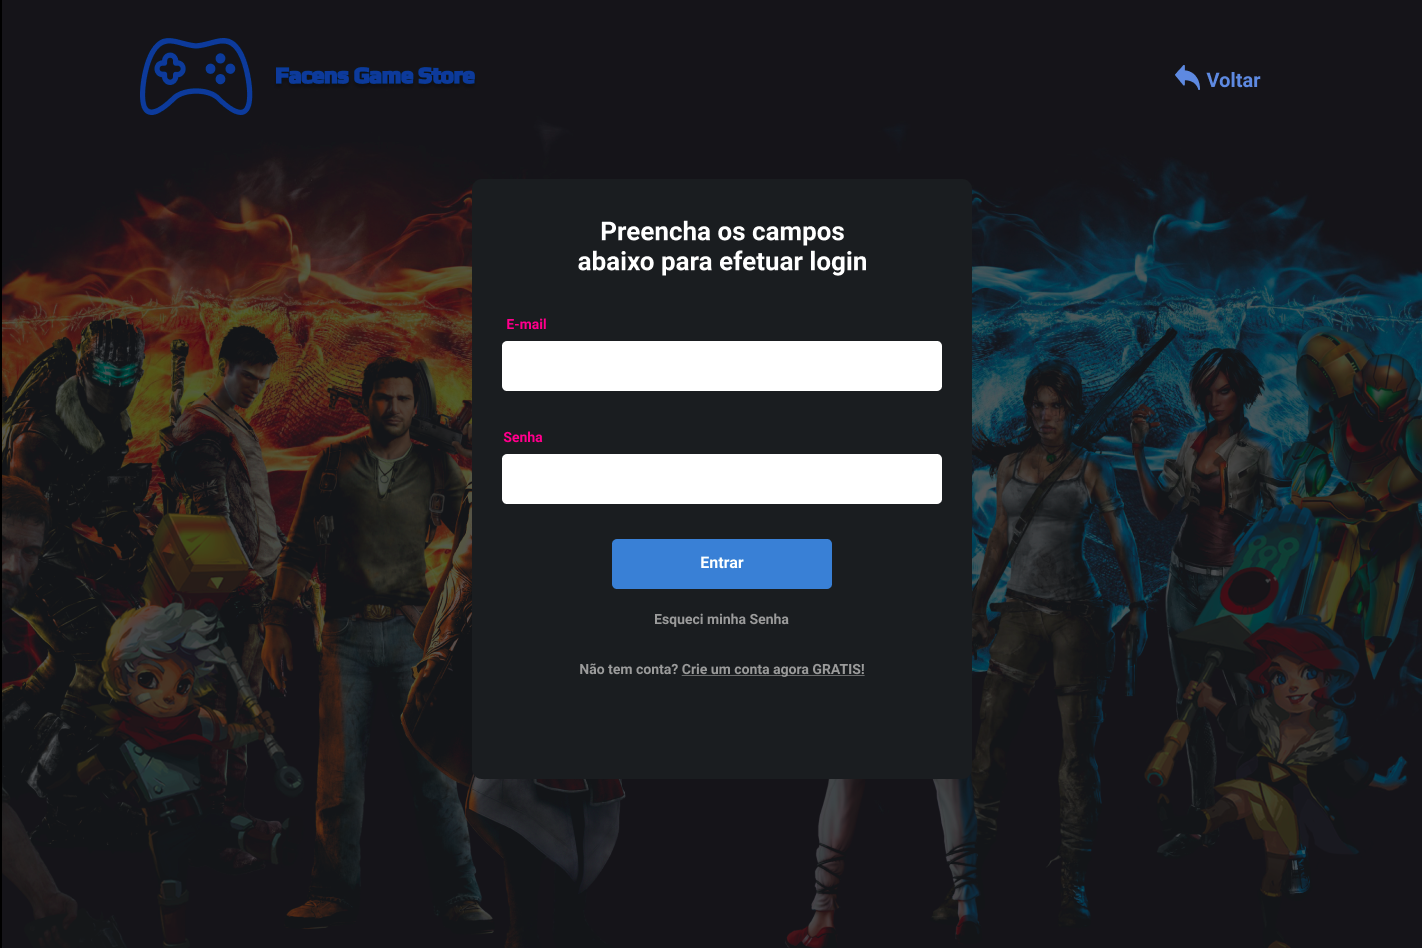 Facens Game Store
Voltar
Preencha os campos
abaixo para efetuar login
E-mail
Senha
Entrar
Esqueci minha Senha
Não tem conta? Crie um conta agora GRATIS!
POP